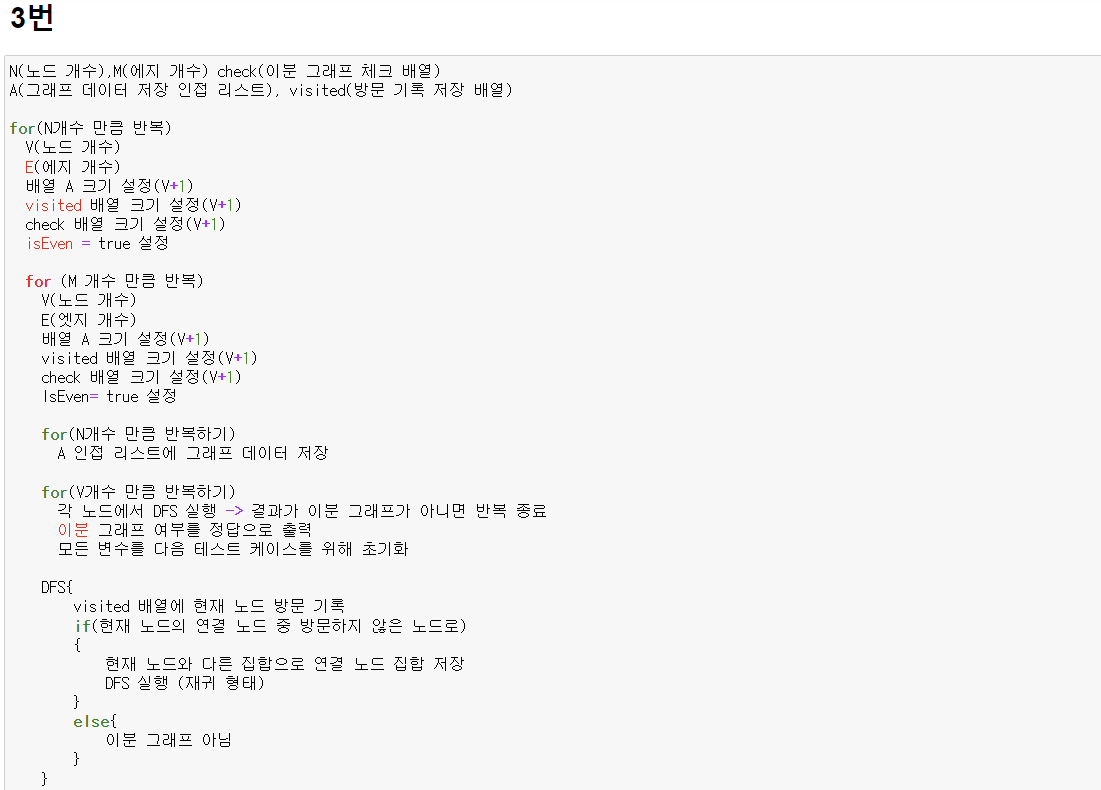 3번
N(노드 개수),M(에지 개수) check(이분 그래프 체크 배열)
A(그래프 데이터 저장 인접 리스트), visited(방문 기록 저장 배열)
for(N개수 만큼 반복)
V(노드 개수)
E(에지 개수)
배열 A 크기 설정(V+1)
visited 배열 크기 설정(V+1)
check 배열 크기 설정(V+1)
isEven = true 설정
for (M 개수 만큼 반복)
V(노드 개수)
E(엣지 개수)
배열 A 크기 설정(V+1)
visited 배열 크기 설정(V+1)
check 배열 크기 설정(V+1)
IsEven= true 설정
for(N개수 만큼 반복하기)
A 인접 리스트에 그래프 데이터 저장
for(V개수 만큼 반복하기)
각 노드에서 DFS 실행 -> 결과가 이분 그래프가 아니면 반복 종료
이분 그래프 여부를 정답으로 출력
모든 변수를 다음 테스트 케이스를 위해 초기화
DFS{
visited 배열에 현재 노드 방문 기록
if(현재 노드의 연결 노드 중 방문하지 않은 노드로)
{
현재 노드와 다른 집합으로 연결 노드 집합 저장
DFS 실행 (재귀 형태)
}
else{
이분 그래프 아님
}
}